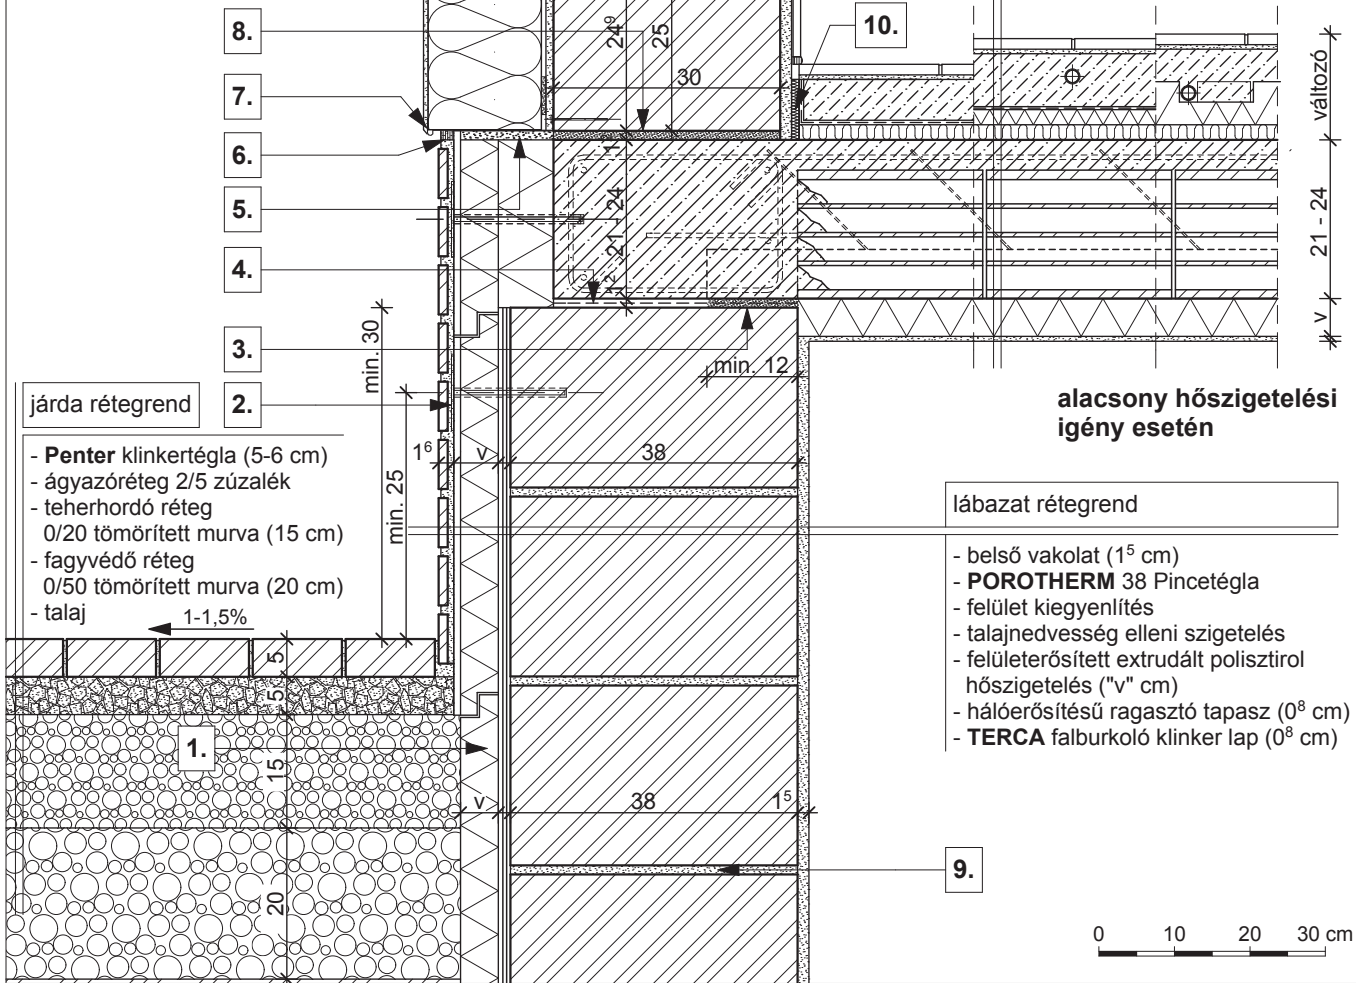 8.
24⁹
25
10.
30
7.
változó
6.
1
5.
21 - 24
21 - 24
4.
1²
v
3.
min. 30
min. 12
járda rétegrend
2.
alacsony hőszigetelési
igény esetén
- Penter klinkertégla (5-6 cm)
- ágyazóréteg 2/5 zúzalék
- teherhordó réteg
0/20 tömörített murva (15 cm)
- fagyvédő réteg
0/50 tömörített murva (20 cm)
- talaj
1⁶
v
38
min. 25
lábazat rétegrend
- belső vakolat (1⁵ cm)
- POROTHERM 38 Pincetégla
- felület kiegyenlítés
- talajnedvesség elleni szigetelés
- felületerősített extrudált polisztirol
hőszigetelés ("v" cm)
- hálóerősítésű ragasztó tapasz (0⁸ cm)
- TERCA falburkoló klinker lap (0⁸ cm)
1-1,5%
5
5
1.
15
v
38
1⁵
9.
20
0
10
20
30 cm